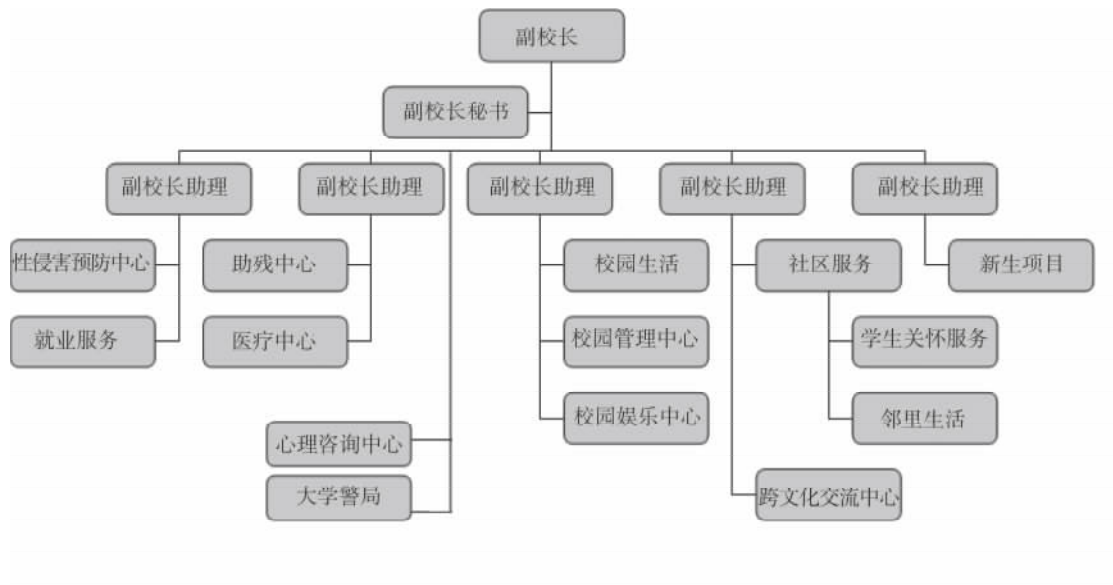 副校长
副校长秘书
副校长助理
副校长助理
副校长助理
副校长助理
副校长助理
性侵害预防中心
助残中心
校园生活
社区服务
新生项目
就业服务
医疗中心
校园管理中心
学生关怀服务
校园娱乐中心
邻里生活
心理咨询中心
大学警局
跨文化交流中心